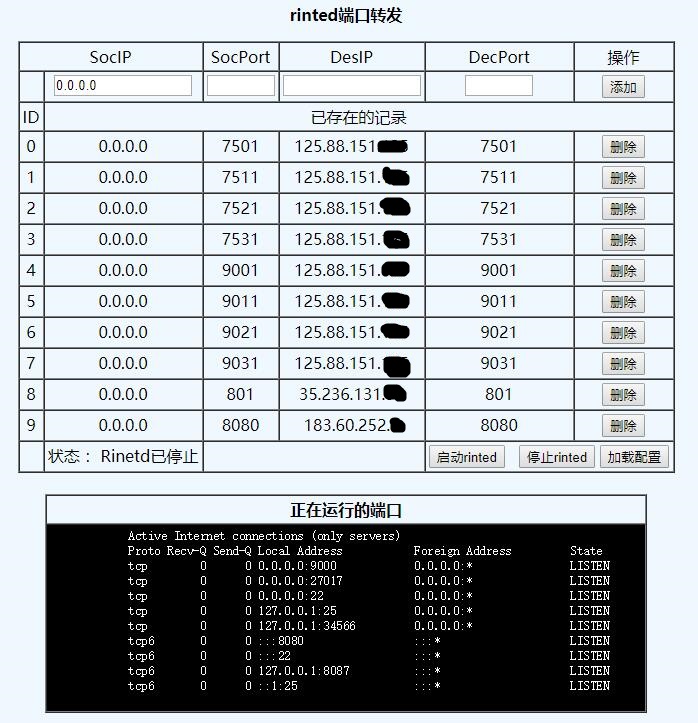 rinted端口转发
SocIP SocPort DesIP DecPort 操作
0.0.0.0 添加
ID 已存在的记录
0 0.0.0.0 7501 125.88.151 7501 删除
1 0.0.0.0 7511 125.88.151. 7511 删除
2 0.0.0.0 7521 125.88.151. 7521 删除
3 0.0.0.0 7531 125.88.151. 7531 删除
4 0.0.0.0 9001 125.88.151. 9001 删除
5 0.0.0.0 9011 125.88.151. 9011 删除
6 0.0.0.0 9021 125.88.151. 9021 删除
7 0.0.0.0 9031 125.88.151. 9031 删除
8 0.0.0.0 801 35.236.131. 801 删除
9 0.0.0.0 8080 183.60.252. 8080 删除
状态： Rinetd已停止 启动rinted 停止rinted 加载配置
正在运行的端口
Active Internet connections (only servers)
Proto Recv-Q Send-Q Local Address Foreign Address State
tcp 0 0 0.0.0.0:9000 0.0.0.0:* LISTEN
tcp 0 0 0.0.0.0:27017 0.0.0.0:* LISTEN
tcp 0 0 0.0.0.0:22 0.0.0.0:* LISTEN
tcp 0 0 127.0.0.1:25 0.0.0.0:* LISTEN
tcp 0 0 127.0.0.1:34566 0.0.0.0:* LISTEN
tcp6 0 0 :::8080 :::* LISTEN
tcp6 0 0 :::22 :::* LISTEN
tcp6 0 0 127.0.0.1:8087 :::* LISTEN
tcp6 0 0 ::1:25 :::* LISTEN